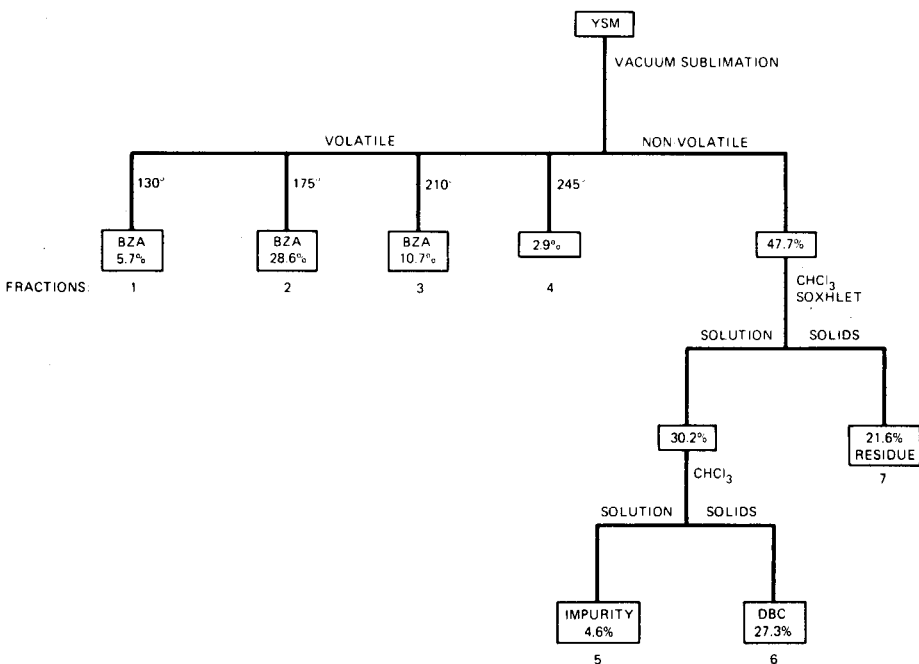 YSM
VACUUM SUBLIMATION
VOLATILE NON-VOLATILE
130° 175° 210° 245°
BZA BZA BZA 2.9% 47.7%
5.7% 28.6% 10.7%
FRACTIONS: 1 2 3 4
CHCl3
SOXHLET
SOLUTION SOLIDS
30.2% 21.6%
RESIDUE
7
CHCl3
SOLUTION SOLIDS
IMPURITY DBC
4.6% 27.3%
5 6